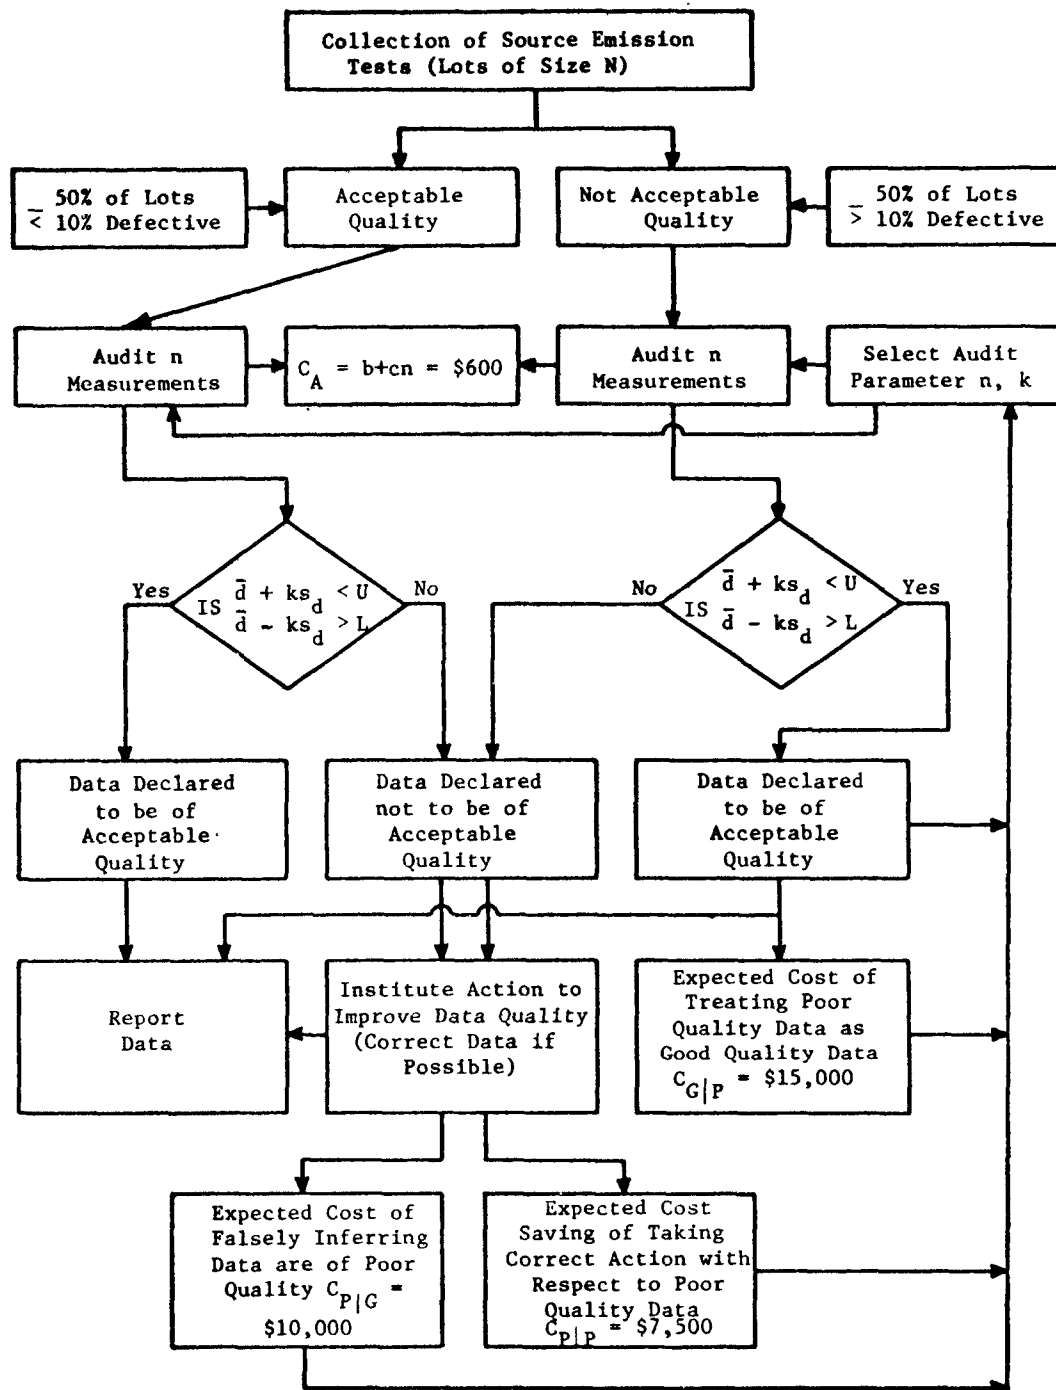 Collection of Source Emission
Tests (Lots of Size N)
50% of Lots
< 10% Defective
Acceptable
Quality
Not Acceptable
Quality
50% of Lots
> 10% Defective
Audit n
Measurements
C_A = b+cn = $600
Audit n
Measurements
Select Audit
Parameter n, k
Yes
IS d̄ + ks_d < U
d̄ - ks_d > L
No
No
IS d̄ + ks_d < U
d̄ - ks_d > L
Yes
Data Declared
to be of
Acceptable
Quality
Data Declared
not to be of
Acceptable
Quality
Data Declared
to be of
Acceptable
Quality
Report
Data
Institute Action to
Improve Data Quality
(Correct Data if
Possible)
Expected Cost of
Treating Poor
Quality Data as
Good Quality Data
C_G|P = $15,000
Expected Cost of
Falsely Inferring
Data are of Poor
Quality C_P|G =
$10,000
Expected Cost
Saving of Taking
Correct Action with
Respect to Poor
Quality Data
C_P|P = $7,500